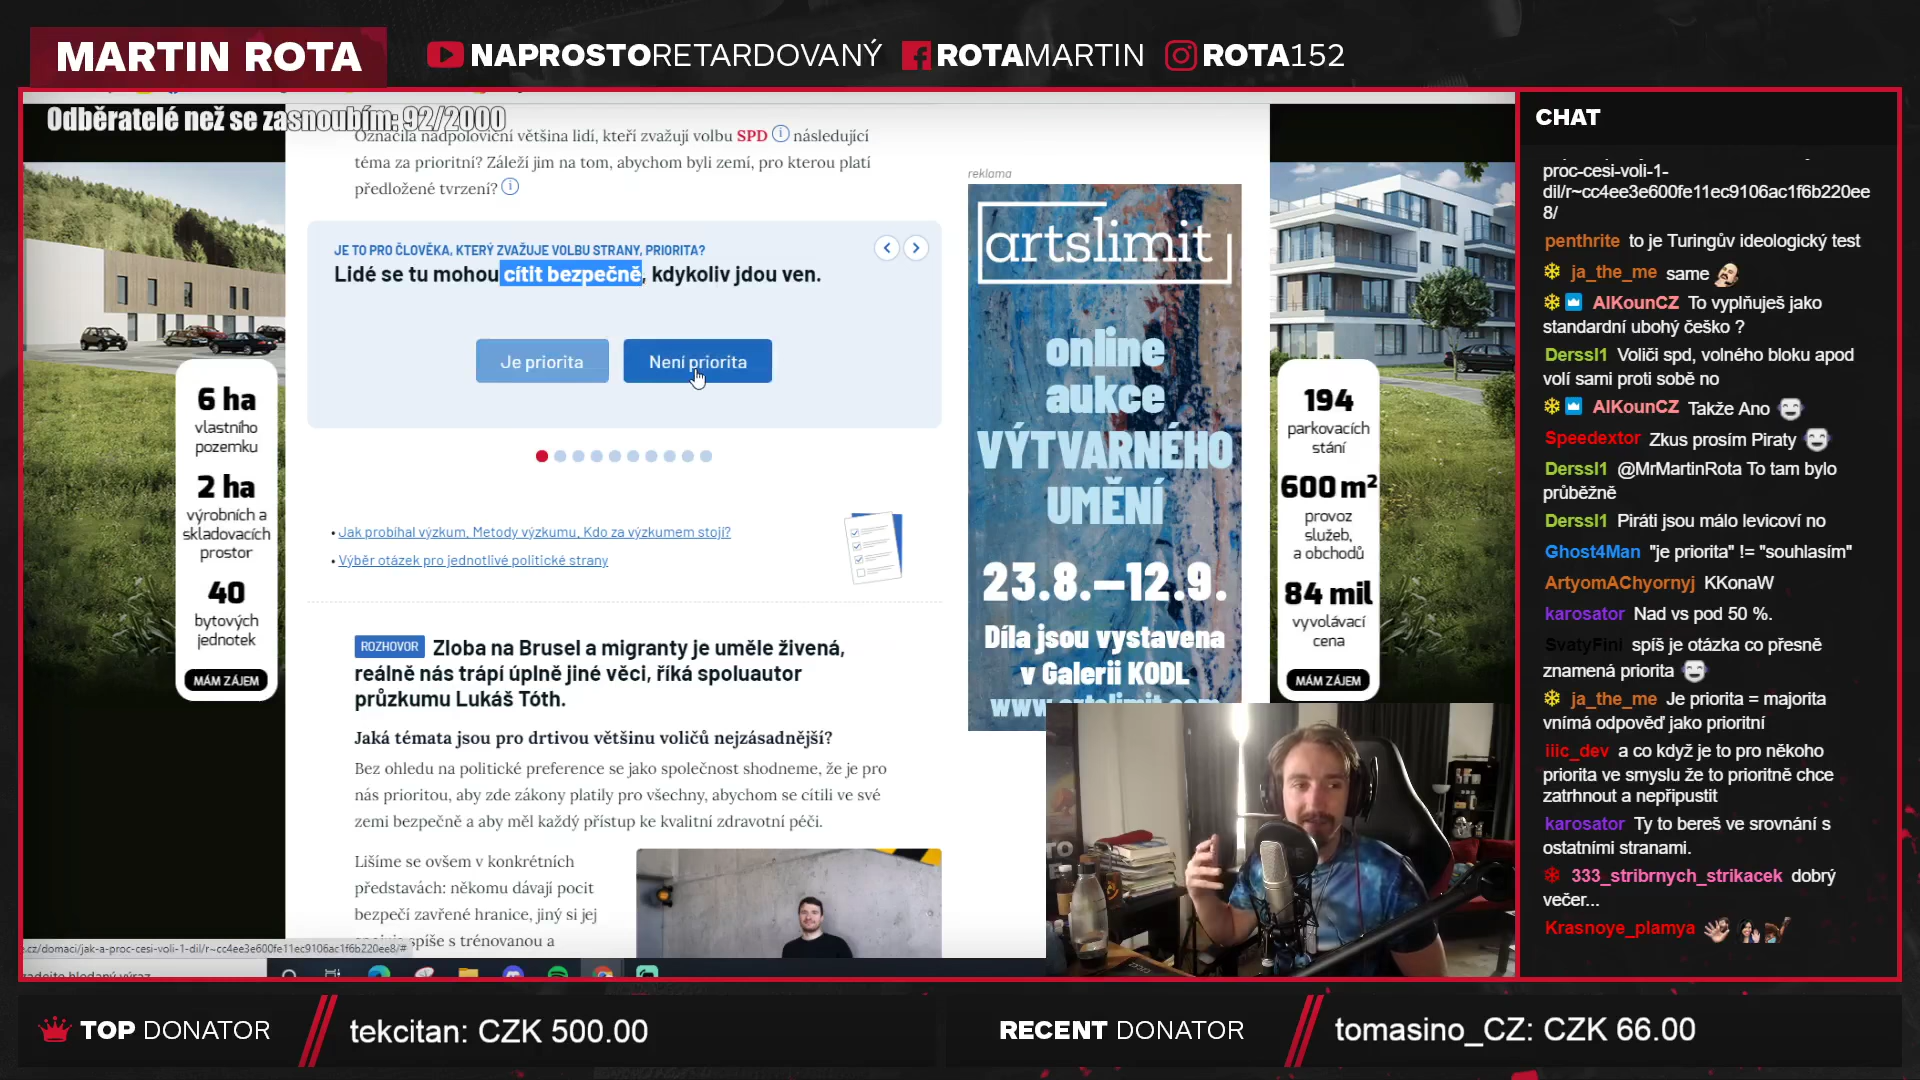 MARTIN ROTA
NAPROSTORETARDOVANÝ
ROTAMARTIN
ROTA152
Odběratelé než se zasnoubím: 92/2000
Označila nadpoloviční většina lidí, kteří zvažují volbu SPD následující
téma za prioritní? Záleží jim na tom, abychom byli zemí, pro kterou platí
předložené tvrzení?
JE TO PRO ČLOVĚKA, KTERÝ ZVAŽUJE VOLBU STRANY, PRIORITA?
Lidé se tu mohou cítit bezpečně, kdykoliv jdou ven.
Je priorita
Není priorita
• Jak probíhal výzkum, Metody výzkumu, Kdo za výzkumem stojí?
• Výběr otázek pro jednotlivé politické strany
ROZHOVOR Zloba na Brusel a migranty je uměle živená,
reálně nás trápí úplně jiné věci, říká spoluautor
průzkumu Lukáš Tóth.
Jaká témata jsou pro drtivou většinu voličů nejzásadnější?
Bez ohledu na politické preference se jako společnost shodneme, že je pro
nás prioritou, aby zde zákony platily pro všechny, abychom se cítili ve své
zemi bezpečně a aby měl každý přístup ke kvalitní zdravotní péči.
Lišíme se ovšem v konkrétních
představách: někomu dávají pocit
bezpečí zavřené hranice, jiný si jej
spíše s trénovanou a
.cz/domaci/jak-a-proc-cesi-voli-1-dil/r~cc4ee3e600fe11ec9106ac1f6b220ee8/#
zadejte hledaný výraz
6 ha
vlastního
pozemku
2 ha
výrobních a
skladovacích
prostor
40
bytových
jednotek
MÁM ZÁJEM
reklama
artslimit
online
aukce
VÝTVARNÉHO
UMĚNÍ
23.8.–12.9.
Díla jsou vystavena
v Galerii KODL
www.artslimit.com
194
parkovacích
stání
600 m²
provoz
služeb,
a obchodů
84 mil
vyvolávací
cena
MÁM ZÁJEM
CHAT
proc-cesi-voli-1-
dil/r~cc4ee3e600fe11ec9106ac1f6b220ee
8/
penthrite to je Turingův ideologický test
ja_the_me same
AlKounCZ To vyplňuješ jako
standardní ubohý češko ?
Derssl1 Voliči spd, volného bloku apod
volí sami proti sobě no
AlKounCZ Takže Ano
Speedextor Zkus prosím Piraty
Derssl1 @MrMartinRota To tam bylo
průběžně
Derssl1 Piráti jsou málo levicoví no
Ghost4Man "je priorita" != "souhlasím"
ArtyomAChyornyj KKonaW
karosator Nad vs pod 50 %.
SvatyFini spíš je otázka co přesně
znamená priorita
ja_the_me Je priorita = majorita
vnímá odpověď jako prioritní
iiic_dev a co když je to pro někoho
priorita ve smyslu že to prioritně chce
zatrhnout a nepřipustit
karosator Ty to bereš ve srovnání s
ostatními stranami.
333_stribrnych_strikacek dobrý
večer...
Krasnoye_plamya
TOP DONATOR
tekcitan: CZK 500.00
RECENT DONATOR
tomasino_CZ: CZK 66.00